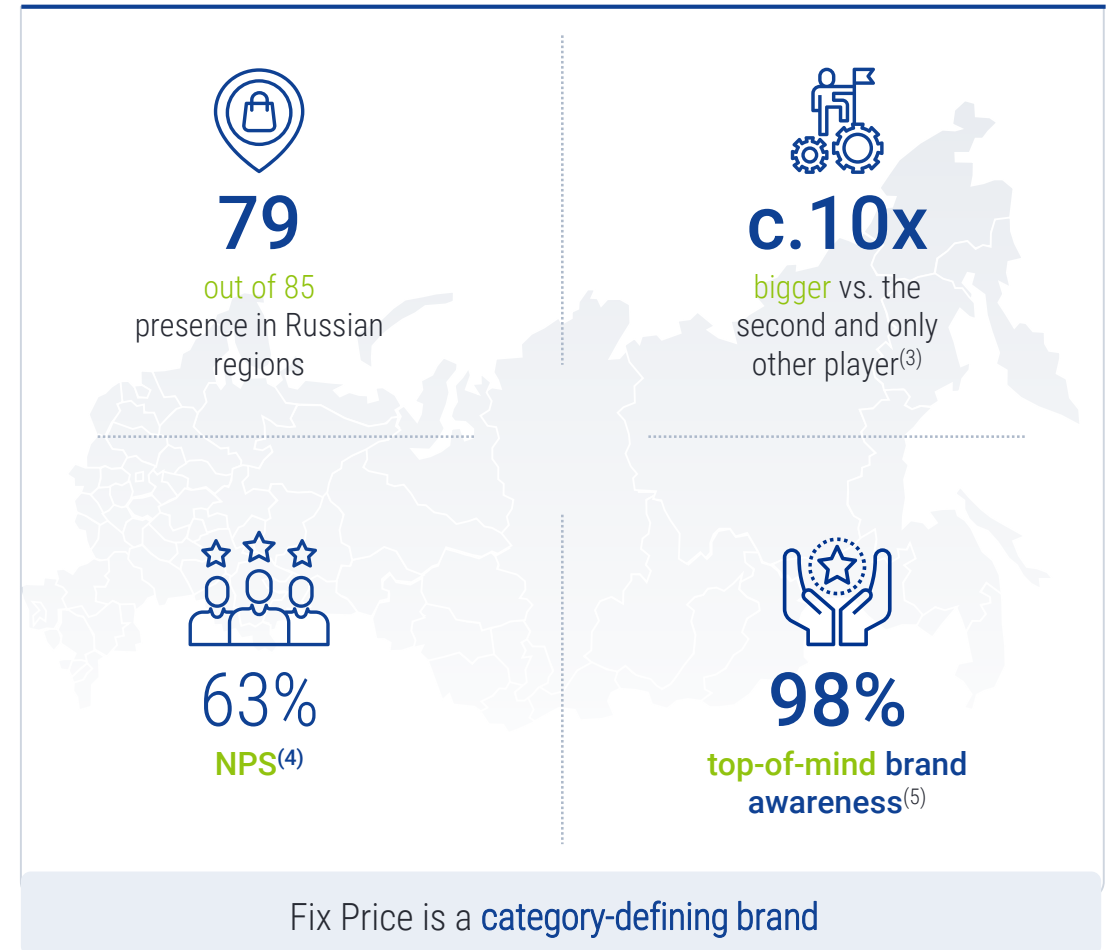 79
out of 85
presence in Russian
regions
c.10x
bigger vs. the
second and only
other player(3)
63%
NPS(4)
98%
top-of-mind brand
awareness(5)
Fix Price is a category-defining brand